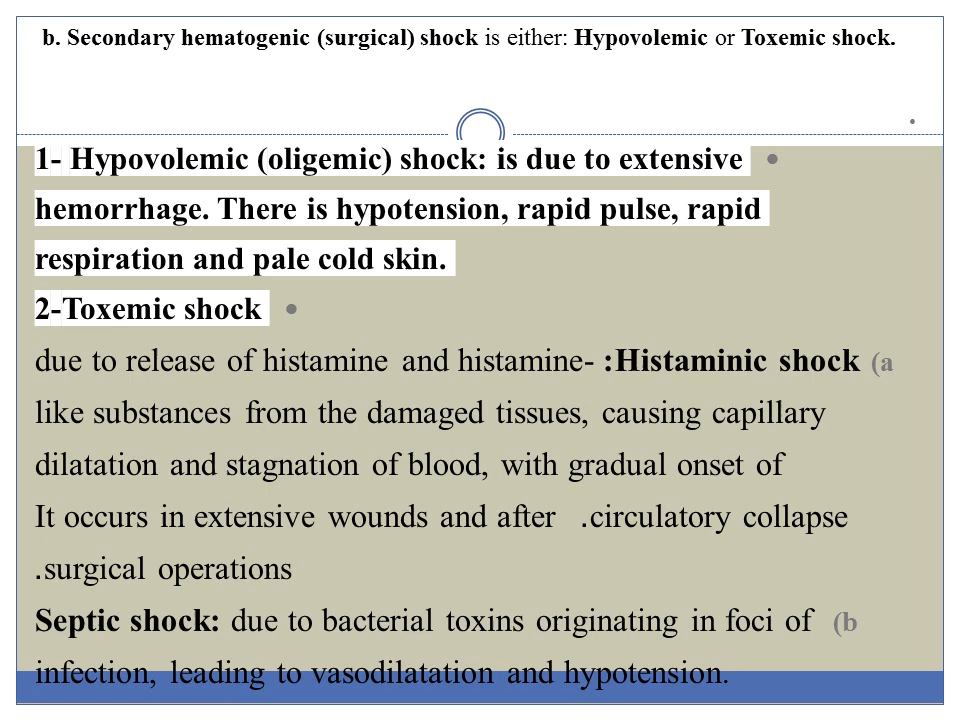 b. Secondary hematogenic (surgical) shock is either: Hypovolemic or Toxemic shock.
•
1- Hypovolemic (oligemic) shock: is due to extensive •
hemorrhage. There is hypotension, rapid pulse, rapid
respiration and pale cold skin.
2-Toxemic shock •
due to release of histamine and histamine- :Histaminic shock (a
like substances from the damaged tissues, causing capillary
dilatation and stagnation of blood, with gradual onset of
It occurs in extensive wounds and after .circulatory collapse
.surgical operations
Septic shock: due to bacterial toxins originating in foci of (b
infection, leading to vasodilatation and hypotension.